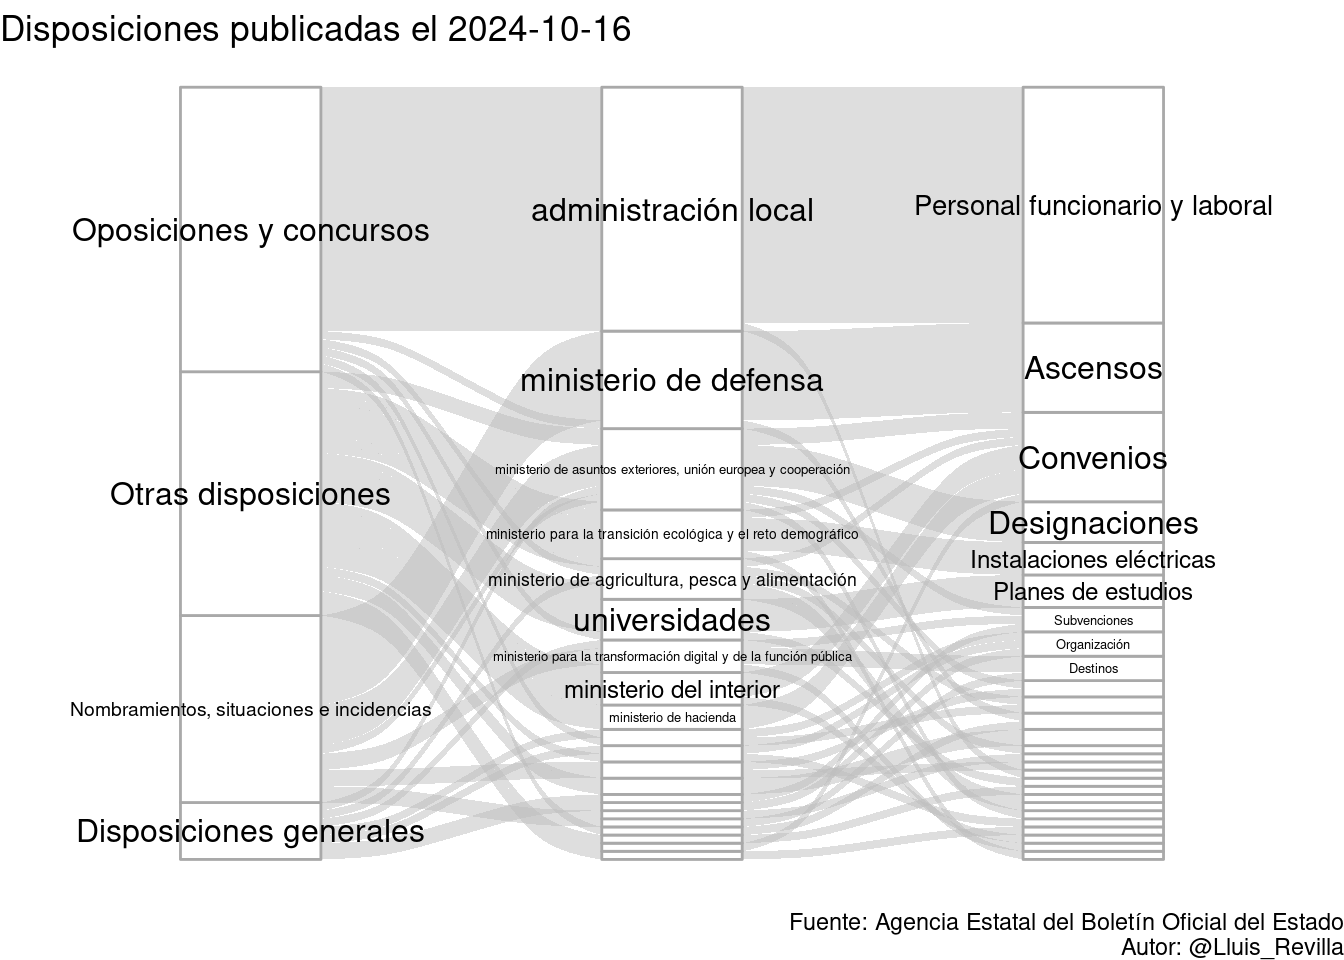 Disposiciones publicadas el 2024-10-16
Oposiciones y concursos
Otras disposiciones
Nombramientos, situaciones e incidencias
Disposiciones generales
administración local
ministerio de defensa
ministerio de asuntos exteriores, unión europea y cooperación
ministerio para la transición ecológica y el reto demográfico
ministerio de agricultura, pesca y alimentación
universidades
ministerio para la transformación digital y de la función pública
ministerio del interior
ministerio de hacienda
Personal funcionario y laboral
Ascensos
Convenios
Designaciones
Instalaciones eléctricas
Planes de estudios
Subvenciones
Organización
Destinos
Fuente: Agencia Estatal del Boletín Oficial del Estado
Autor: @Lluis_Revilla